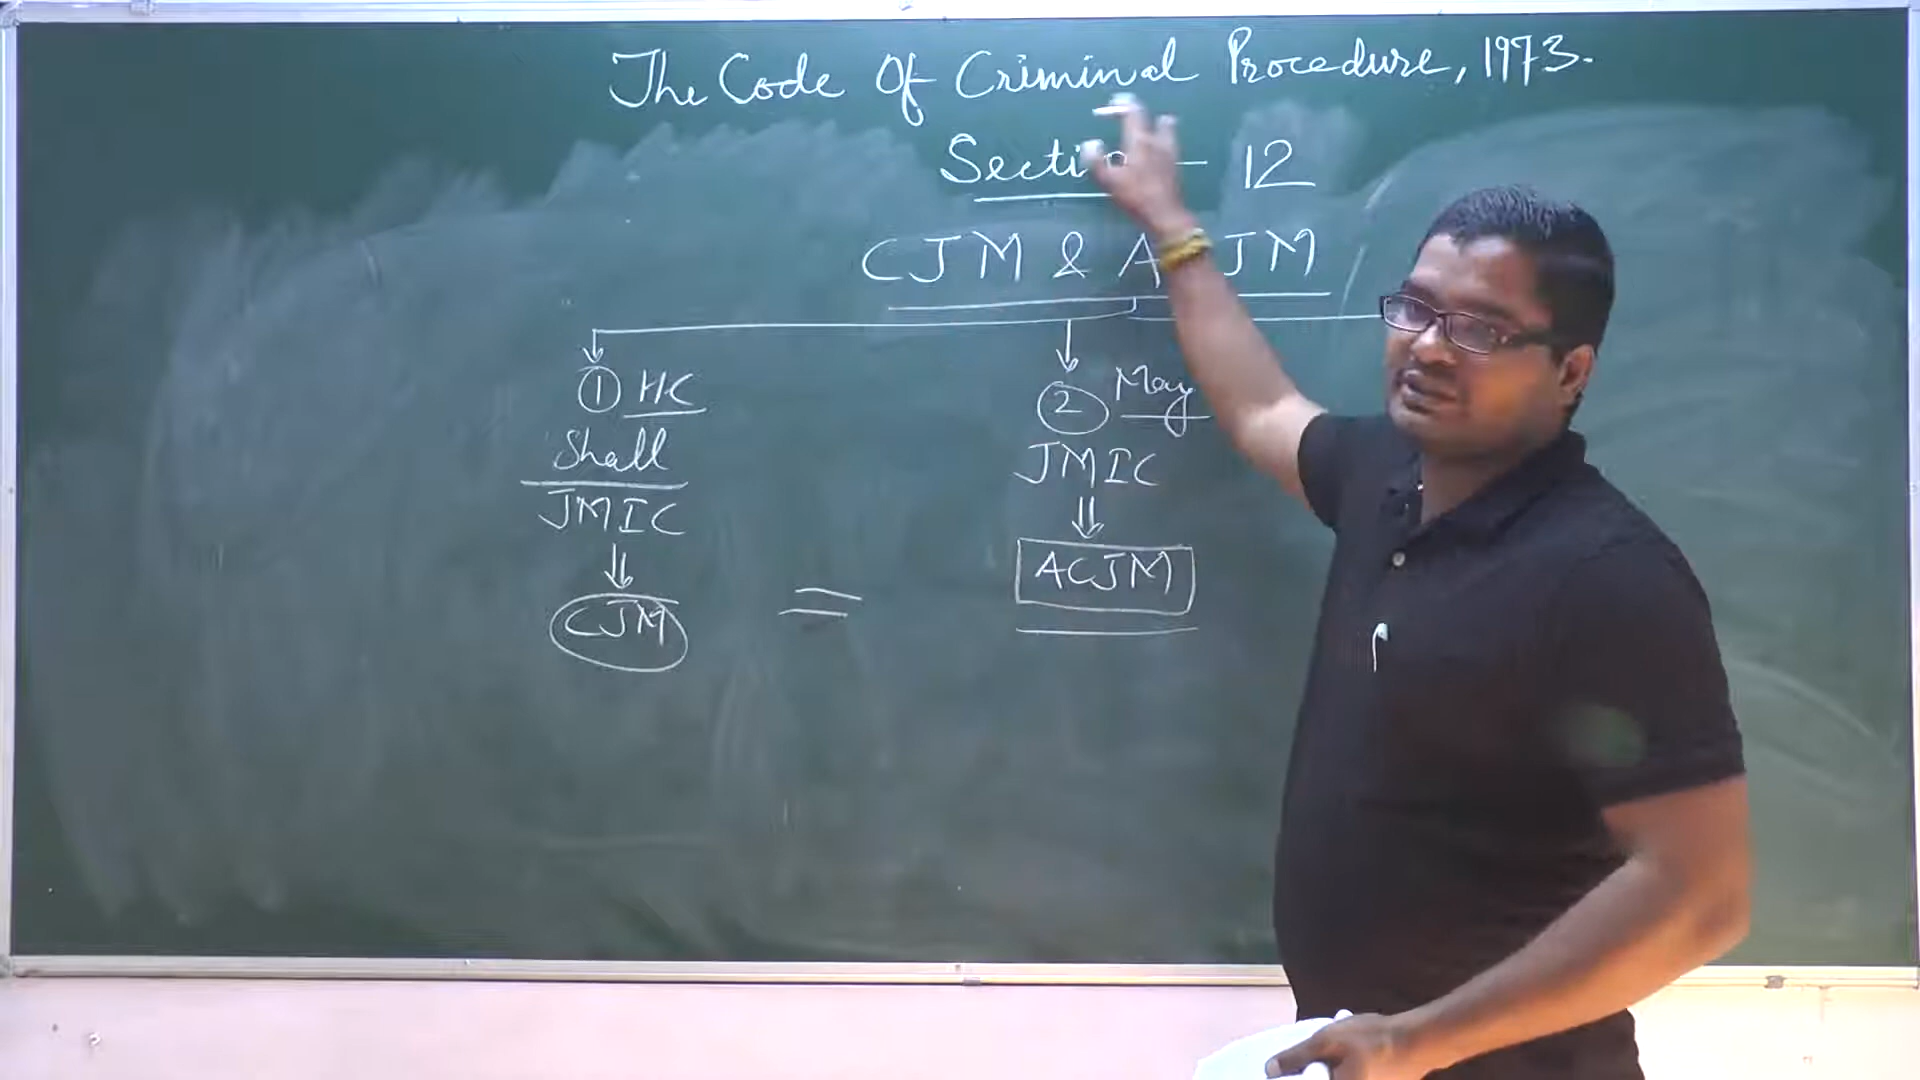 The Code Of Criminal Procedure, 1973.
– 12
CJM &
① HC
Shall
JMIC
CJM
=
② May
JMIC
ACJM